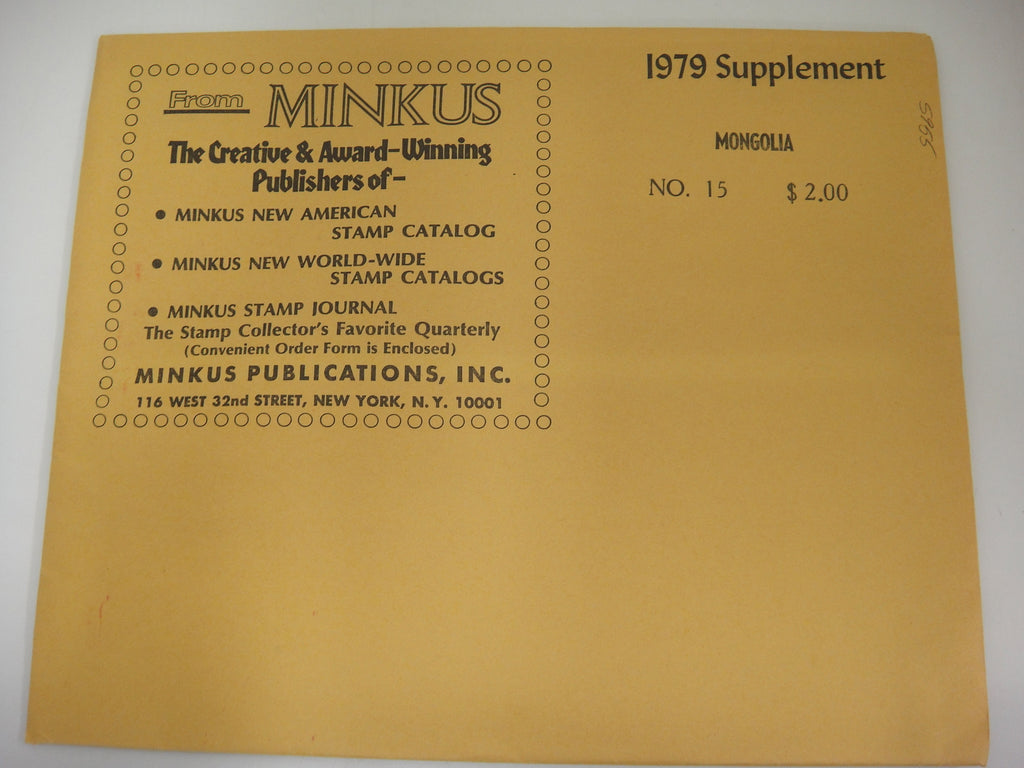 From MINKUS
The Creative & Award-Winning
Publishers of-
● MINKUS NEW AMERICAN
STAMP CATALOG
● MINKUS NEW WORLD-WIDE
STAMP CATALOGS
● MINKUS STAMP JOURNAL
The Stamp Collector's Favorite Quarterly
(Convenient Order Form is Enclosed)
MINKUS PUBLICATIONS, INC.
116 WEST 32nd STREET, NEW YORK, N.Y. 10001
1979 Supplement
MONGOLIA
NO. 15 $2.00